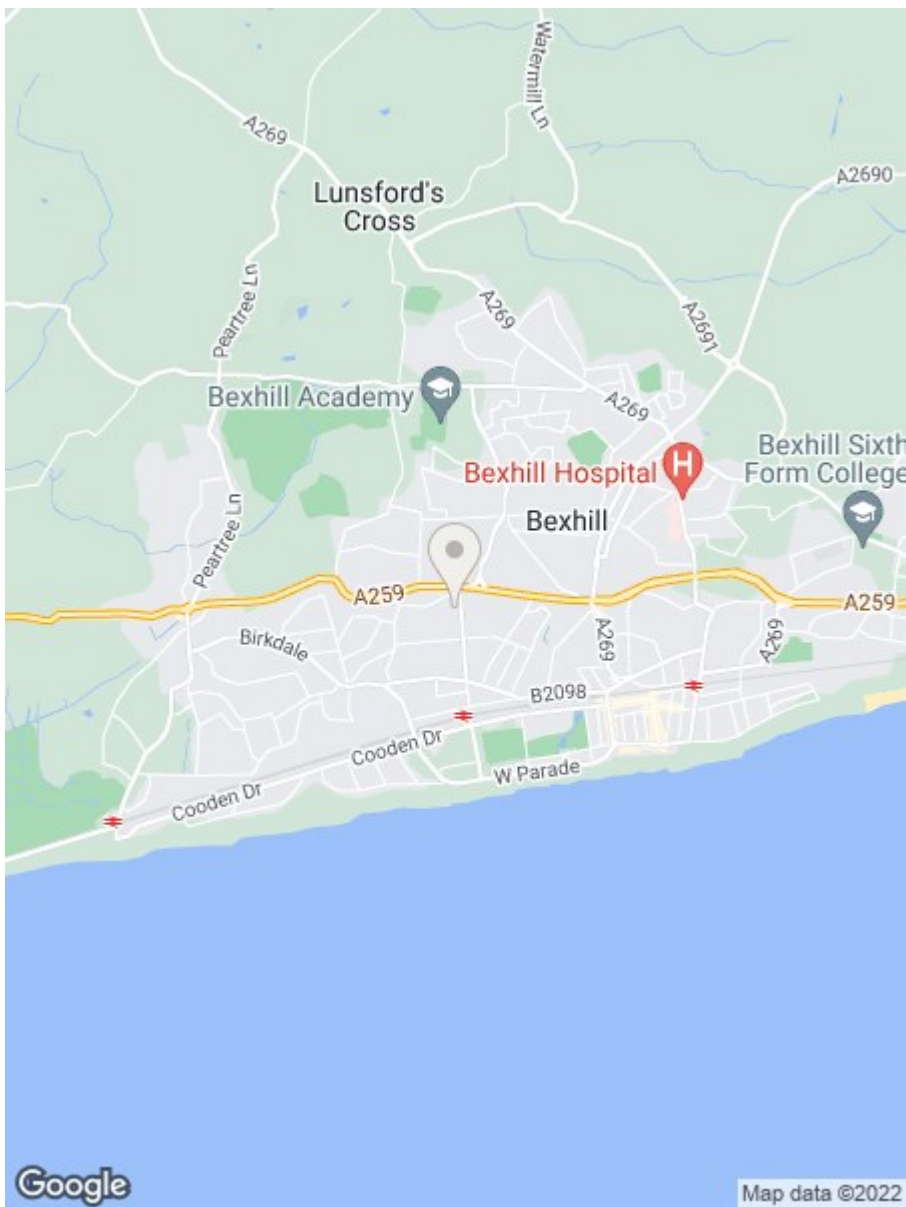 Watermill Ln
A269
A2690
Lunsford's
Cross
Peartree Ln
A269
A2691
Bexhill Academy
A269
Bexhill Sixth
Form College
Bexhill Hospital
H
Bexhill
Peartree Ln
A259
A259
Birkdale
A269
A269
B2098
Cooden Dr
W Parade
Cooden Dr
Google
Map data ©2022